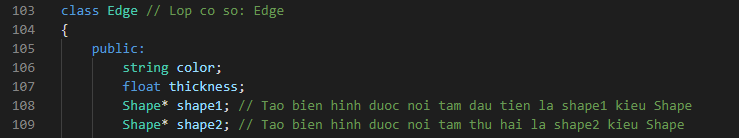 103 class Edge // Lop co so: Edge
104 {
105 public:
106 string color;
107 float thickness;
108 Shape* shape1; // Tao bien hinh duoc noi tam dau tien la shape1 kieu Shape
109 Shape* shape2; // Tao bien hinh duoc noi tam thu hai la shape2 kieu Shape